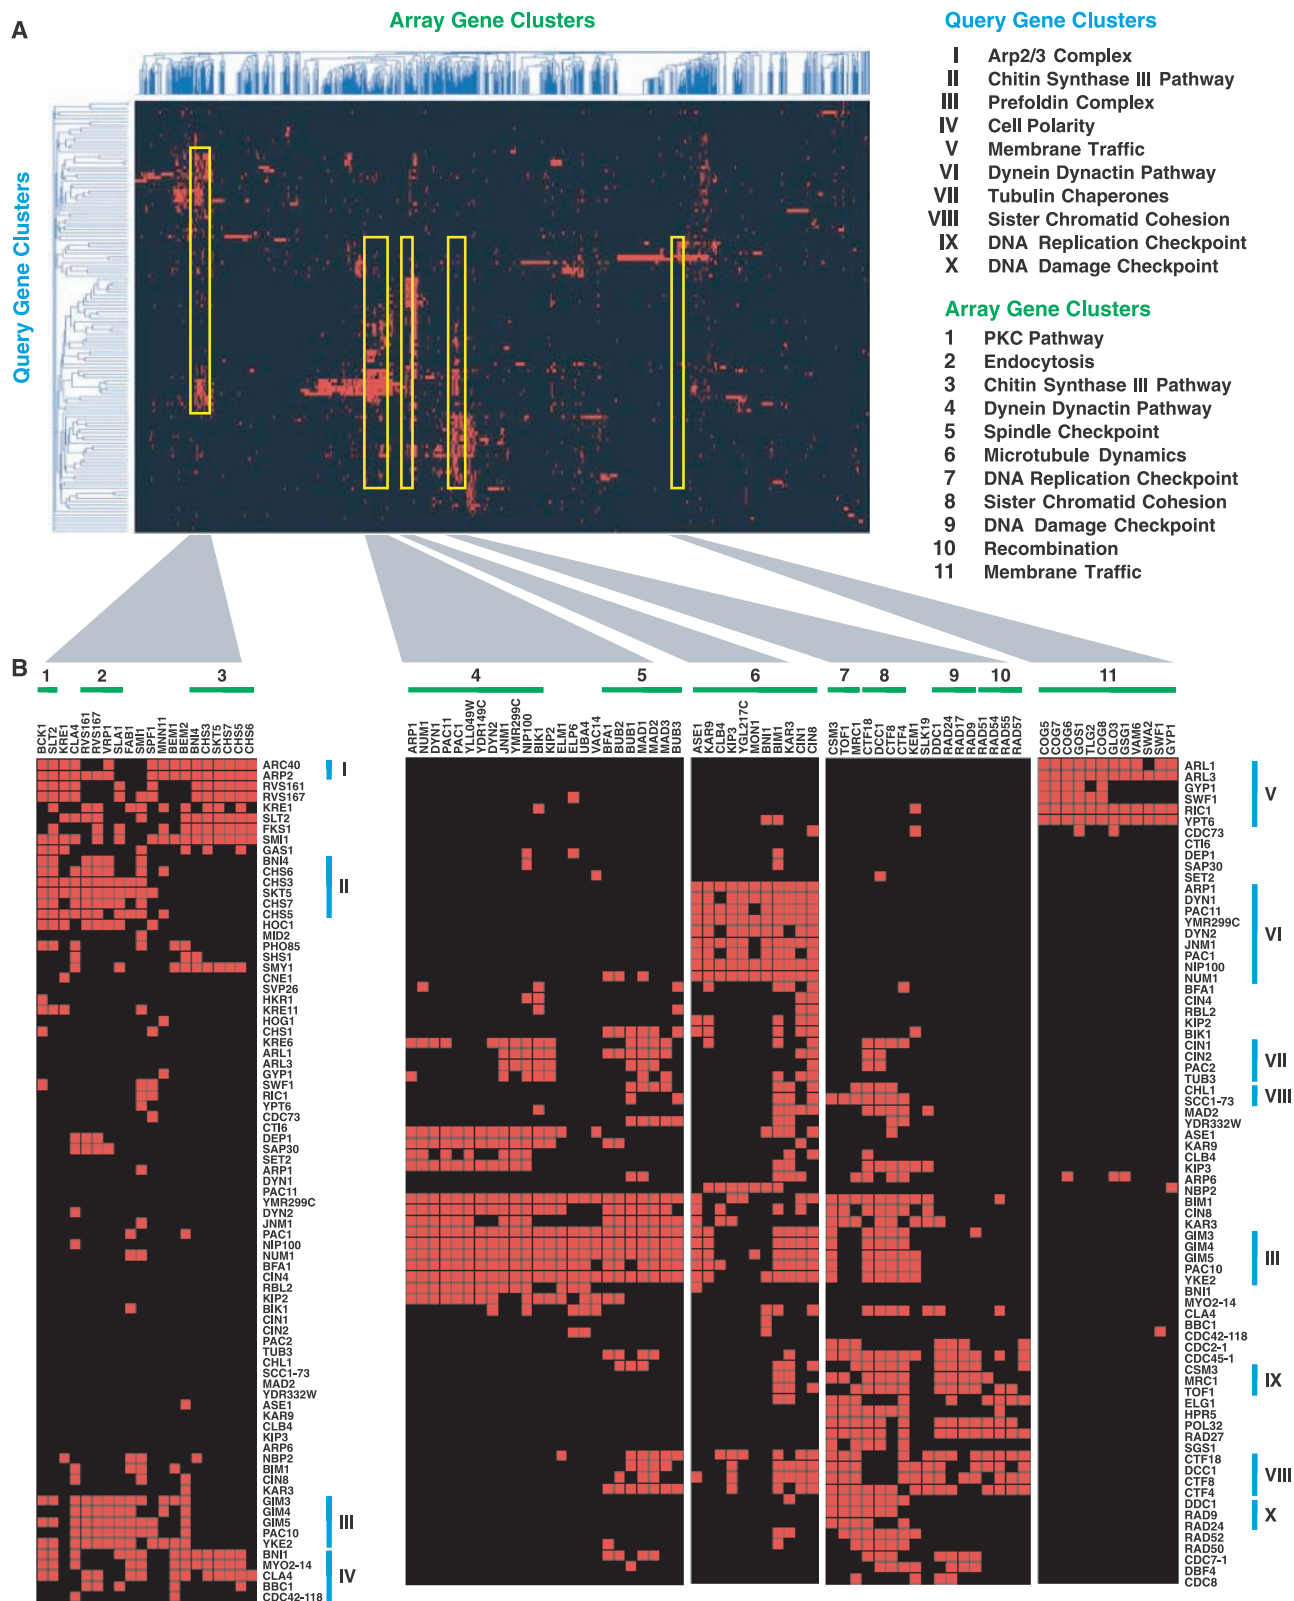 A
Array Gene Clusters
Query Gene Clusters
Query Gene Clusters
I Arp2/3 Complex
II Chitin Synthase III Pathway
III Prefoldin Complex
IV Cell Polarity
V Membrane Traffic
VI Dynein Dynactin Pathway
VII Tubulin Chaperones
VIII Sister Chromatid Cohesion
IX DNA Replication Checkpoint
X DNA Damage Checkpoint
Array Gene Clusters
1 PKC Pathway
2 Endocytosis
3 Chitin Synthase III Pathway
4 Dynein Dynactin Pathway
5 Spindle Checkpoint
6 Microtubule Dynamics
7 DNA Replication Checkpoint
8 Sister Chromatid Cohesion
9 DNA Damage Checkpoint
10 Recombination
11 Membrane Traffic
B
1 2 3 4 5 6 7 8 9 10 11
BCK1
SLT2
KRE1
CLA4
RVS161
RVS167
VRP1
SLA1
FAB1
SMI1
SPF1
MNN11
BEM1
BEM2
BNI4
CHS3
SKT5
CHS7
CHS5
CHS6
ARP1
NUM1
DYN1
PAC11
PAC1
YLL049W
YDR149C
DYN2
JNM1
YMR299C
NIP100
BIK1
KIP2
ELM1
ELP6
UBA4
VAC14
BFA1
BUB2
BUB1
MAD1
MAD2
MAD3
BUB3
ASE1
KAR9
CLB4
KIP3
YGL217C
MON1
BNI1
BIM1
KAR3
CIN1
CIN8
CSM3
TOF1
MRC1
CTF18
DCC1
CTF8
CTF4
KEM1
SLK19
DDC1
RAD24
RAD17
RAD9
RAD51
RAD54
RAD55
RAD57
COG5
COG7
COG6
GOS1
TLG2
COG8
GLO3
GSG1
VAM6
SWA2
SWF1
GYP1
ARC40
ARP2
RVS161
RVS167
KRE1
SLT2
FKS1
SMI1
GAS1
BNI4
CHS6
CHS3
SKT5
CHS7
CHS5
HOC1
MID2
PHO85
SHS1
SMY1
CNE1
SVP26
HKR1
KRE11
HOG1
CHS1
KRE6
ARL1
ARL3
GYP1
SWF1
RIC1
YPT6
CDC73
CTI6
DEP1
SAP30
SET2
ARP1
DYN1
PAC11
YMR299C
DYN2
JNM1
PAC1
NIP100
NUM1
BFA1
CIN4
RBL2
KIP2
BIK1
CIN1
CIN2
PAC2
TUB3
CHL1
SCC1-73
MAD2
YDR332W
ASE1
KAR9
CLB4
KIP3
ARP6
NBP2
BIM1
CIN8
KAR3
GIM3
GIM4
GIM5
PAC10
YKE2
BNI1
MYO2-14
CLA4
BBC1
CDC42-118
I
II
III
IV
ARL1
ARL3
GYP1
SWF1
RIC1
YPT6
CDC73
CTI6
DEP1
SAP30
SET2
ARP1
DYN1
PAC11
YMR299C
DYN2
JNM1
PAC1
NIP100
NUM1
BFA1
CIN4
RBL2
KIP2
BIK1
CIN1
CIN2
PAC2
TUB3
CHL1
SCC1-73
MAD2
YDR332W
ASE1
KAR9
CLB4
KIP3
ARP6
NBP2
BIM1
CIN8
KAR3
GIM3
GIM4
GIM5
PAC10
YKE2
BNI1
MYO2-14
CLA4
BBC1
CDC42-118
CDC2-1
CDC45-1
CSM3
MRC1
TOF1
ELG1
HPR5
POL32
RAD27
SGS1
CTF18
DCC1
CTF8
CTF4
DDC1
RAD9
RAD24
RAD52
RAD50
CDC7-1
DBF4
CDC8
V
VI
VII
VIII
III
IX
VIII
X